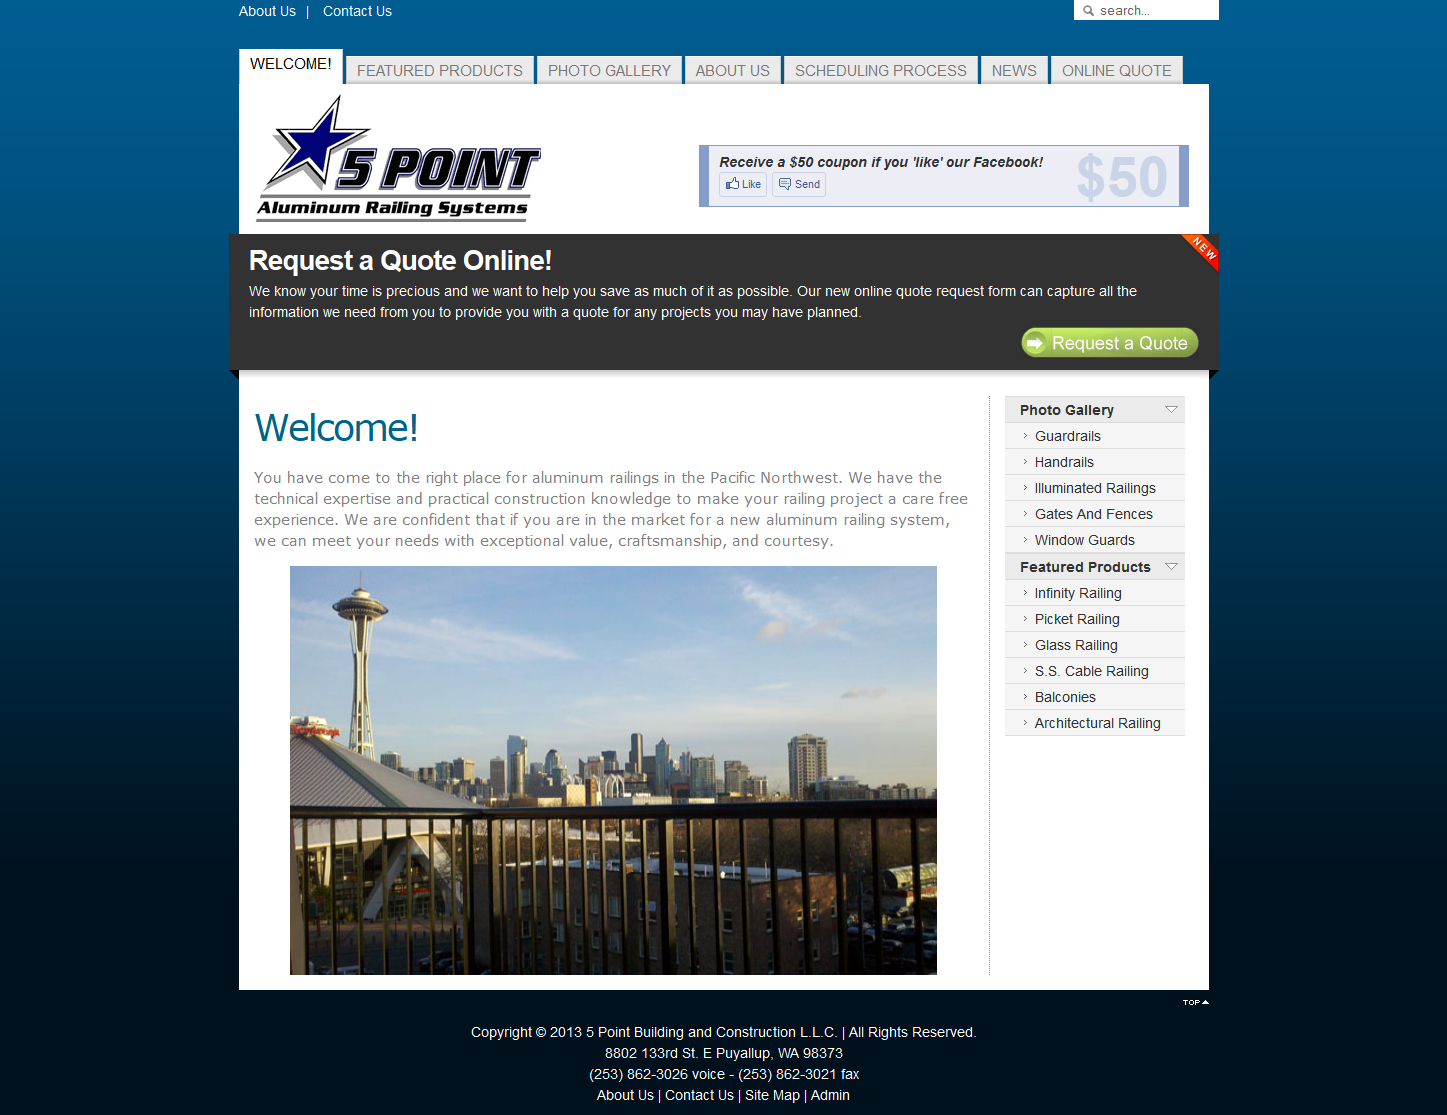 About Us | Contact Us
search...
WELCOME!
FEATURED PRODUCTS
PHOTO GALLERY
ABOUT US
SCHEDULING PROCESS
NEWS
ONLINE QUOTE
5 POINT
Aluminum Railing Systems
Receive a $50 coupon if you 'like' our Facebook!
Like
Send
$50
Request a Quote Online!
NEW
We know your time is precious and we want to help you save as much of it as possible. Our new online quote request form can capture all the
information we need from you to provide you with a quote for any projects you may have planned.
Request a Quote
Welcome!
You have come to the right place for aluminum railings in the Pacific Northwest. We have the
technical expertise and practical construction knowledge to make your railing project a care free
experience. We are confident that if you are in the market for a new aluminum railing system,
we can meet your needs with exceptional value, craftsmanship, and courtesy.
Photo Gallery
Guardrails
Handrails
Illuminated Railings
Gates And Fences
Window Guards
Featured Products
Infinity Railing
Picket Railing
Glass Railing
S.S. Cable Railing
Balconies
Architectural Railing
TOP
Copyright © 2013 5 Point Building and Construction L.L.C. | All Rights Reserved.
8802 133rd St. E Puyallup, WA 98373
(253) 862-3026 voice - (253) 862-3021 fax
About Us | Contact Us | Site Map | Admin